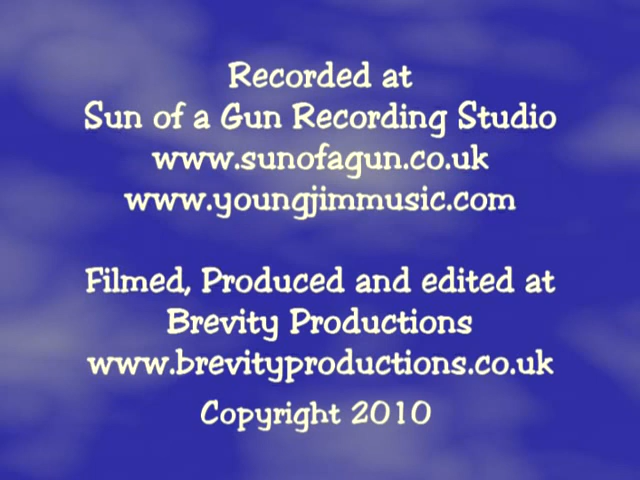 Recorded at
Sun of a Gun Recording Studio
www.sunofagun.co.uk
www.youngjimmusic.com
Filmed, Produced and edited at
Brevity Productions
www.brevityproductions.co.uk
Copyright 2010